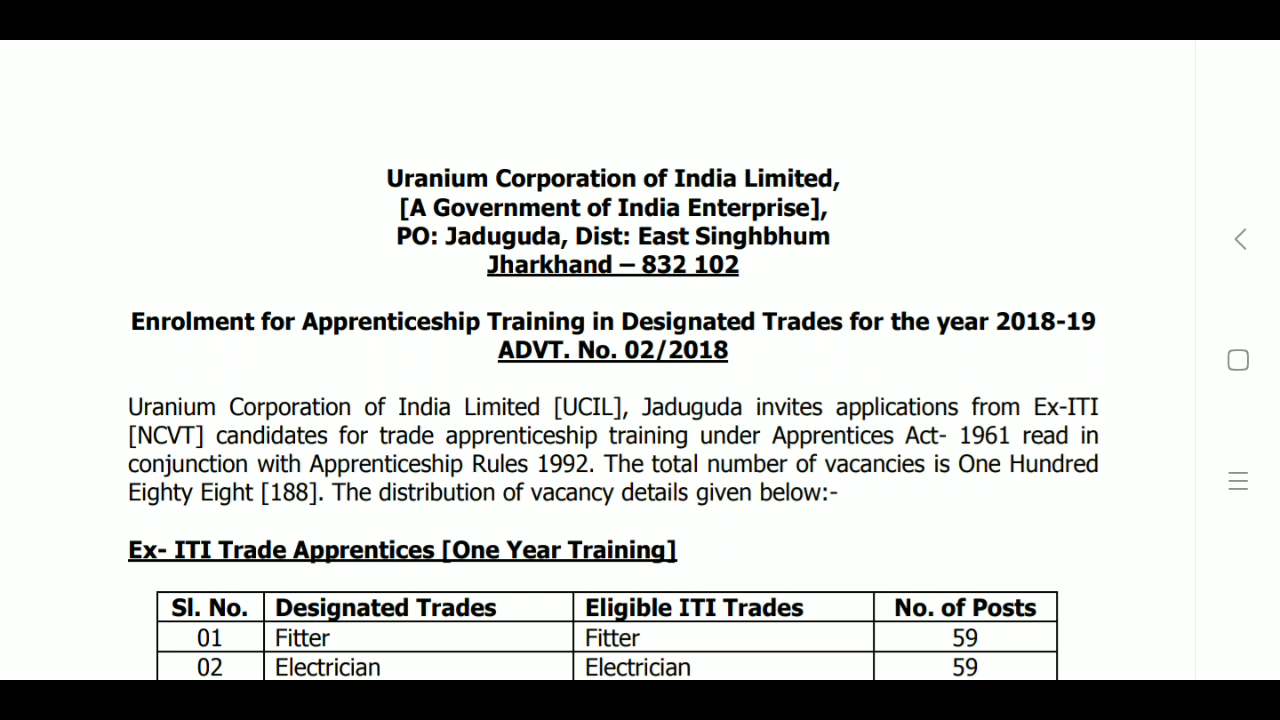 Uranium Corporation of India Limited,
[A Government of India Enterprise],
PO: Jaduguda, Dist: East Singhbhum
Jharkhand – 832 102
Enrolment for Apprenticeship Training in Designated Trades for the year 2018-19
ADVT. No. 02/2018
Uranium Corporation of India Limited [UCIL], Jaduguda invites applications from Ex-ITI
[NCVT] candidates for trade apprenticeship training under Apprentices Act- 1961 read in
conjunction with Apprenticeship Rules 1992. The total number of vacancies is One Hundred
Eighty Eight [188]. The distribution of vacancy details given below:-
Ex- ITI Trade Apprentices [One Year Training]
Sl. No. Designated Trades Eligible ITI Trades No. of Posts
01 Fitter Fitter 59
02 Electrician Electrician 59